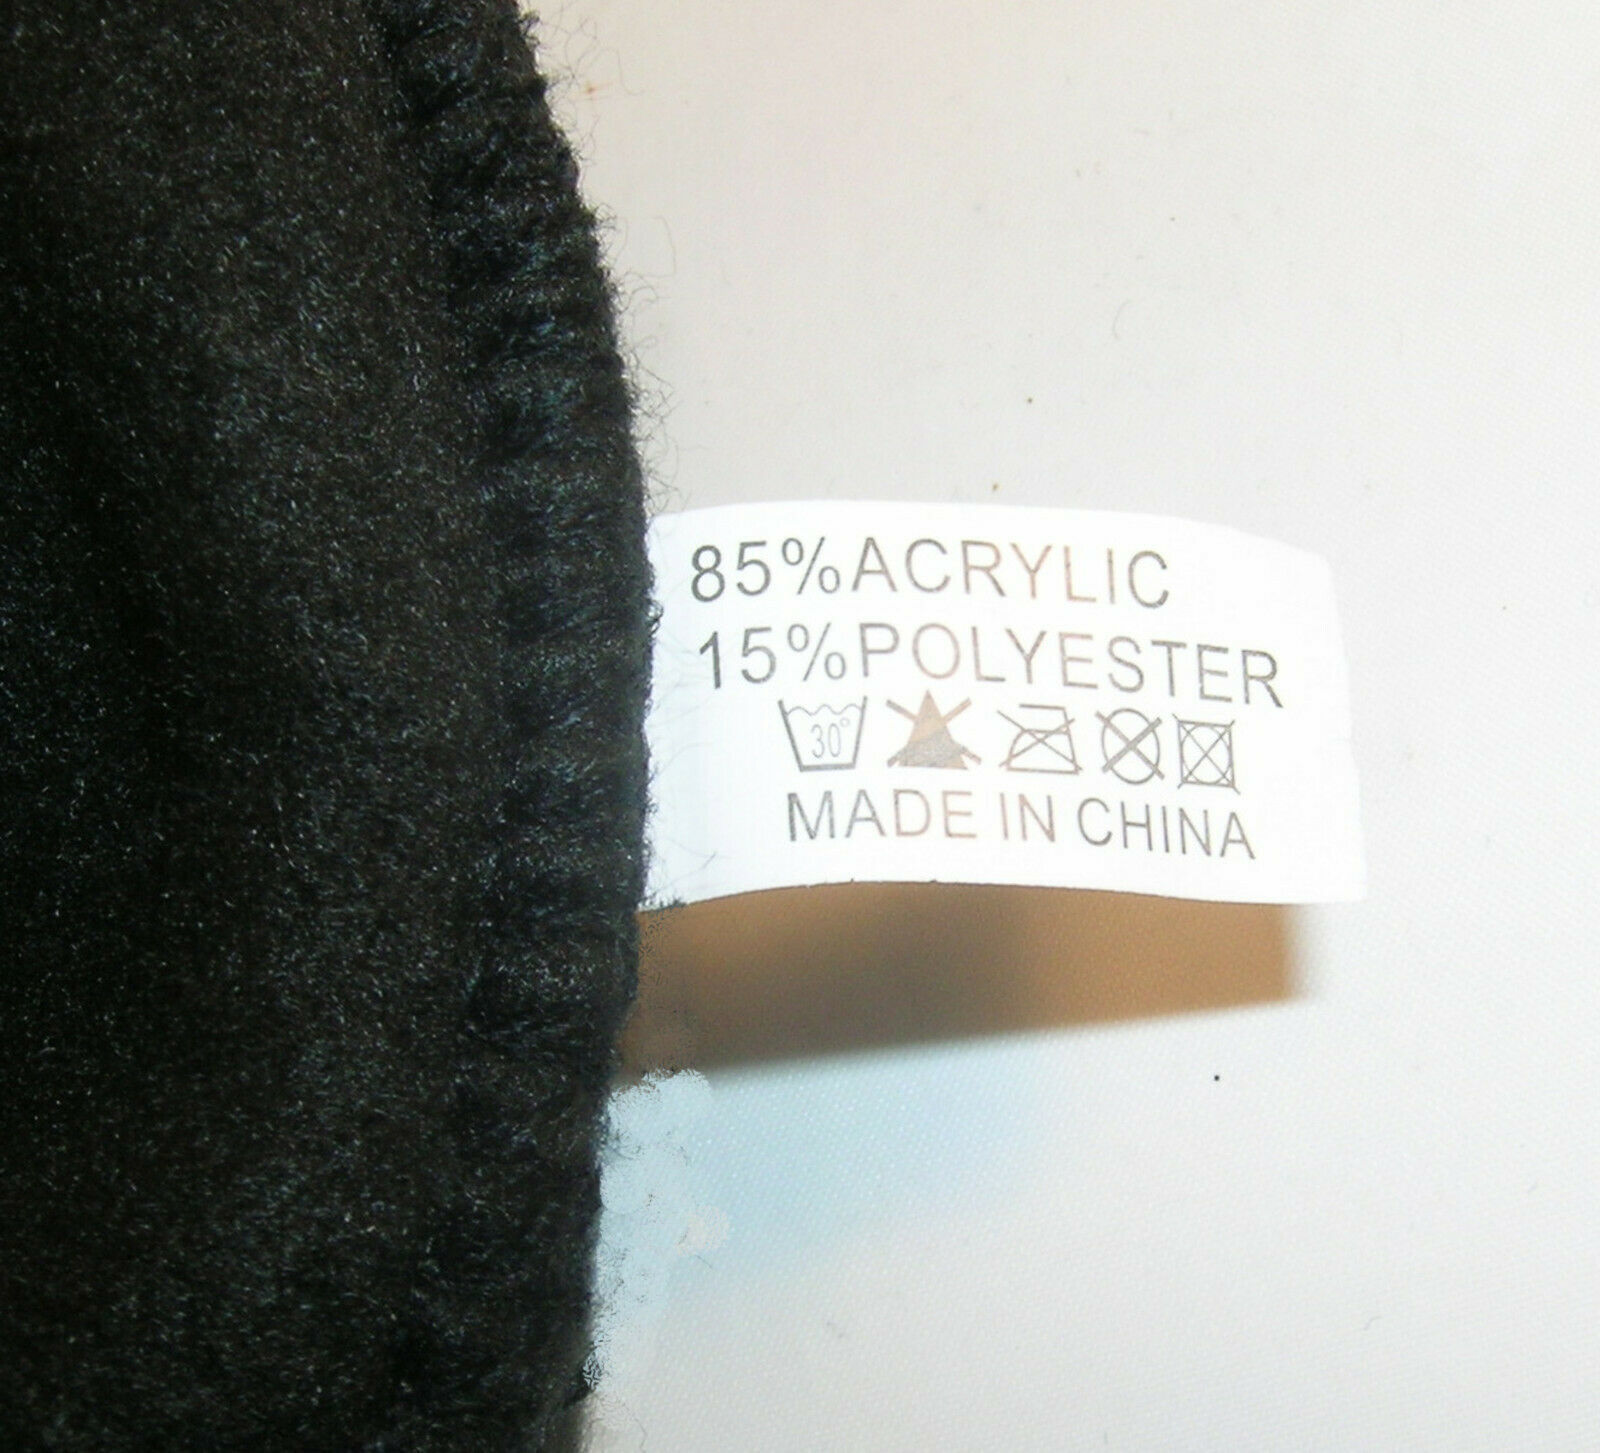 85%ACRYLIC
15%POLYESTER
30°
MADE IN CHINA